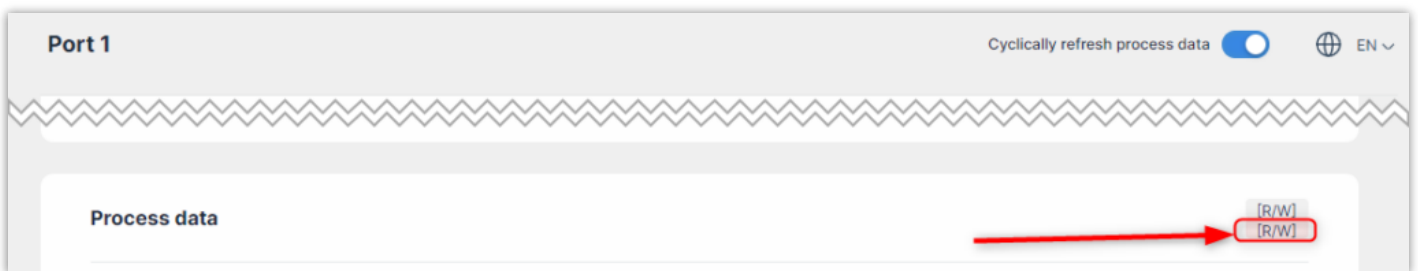 Port 1
Cyclically refresh process data
EN
Process data
[R/W]
[R/W]